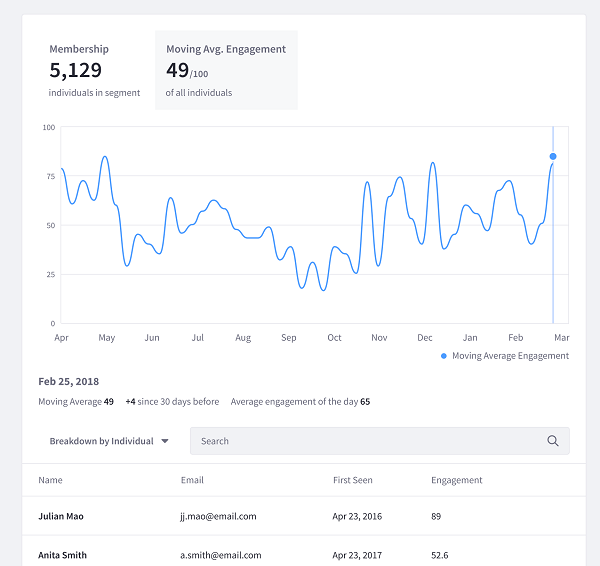 Membership
5,129
individuals in segment
Moving Avg. Engagement
49/100
of all individuals
100
75
50
25
0
Apr May Jun Jul Aug Sep Oct Nov Dec Jan Feb Mar
Moving Average Engagement
Feb 25, 2018
Moving Average 49 +4 since 30 days before Average engagement of the day 65
Breakdown by Individual Search
Name Email First Seen Engagement
Julian Mao jj.mao@email.com Apr 23, 2016 89
Anita Smith a.smith@email.com Apr 23, 2017 52.6